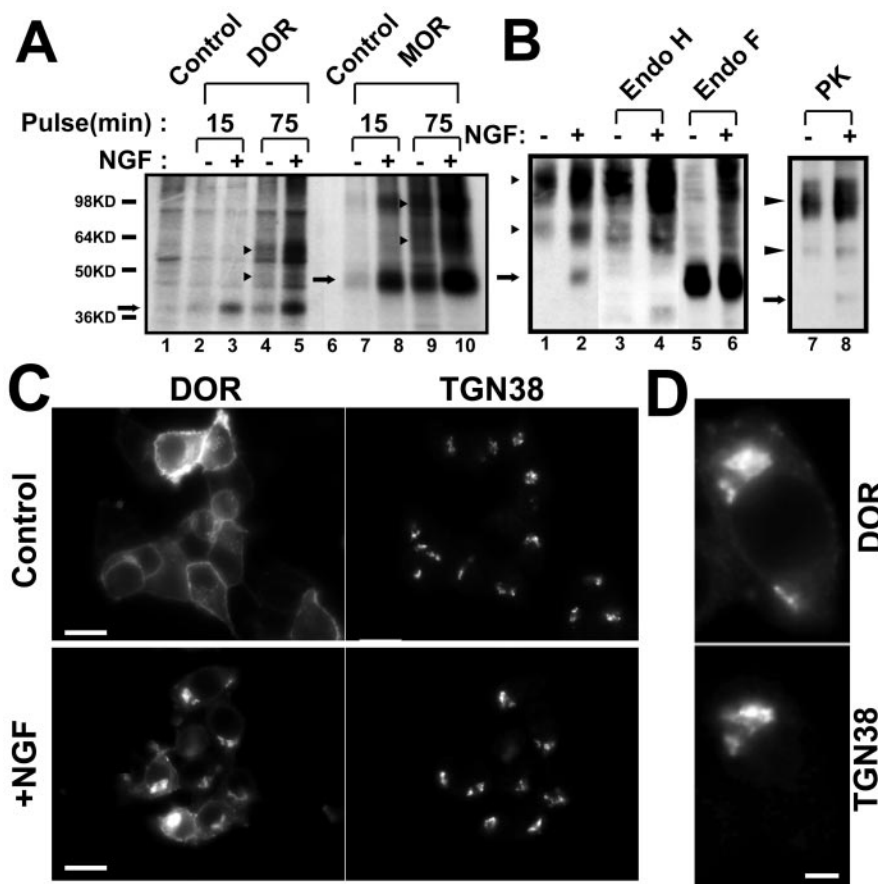 A
Control
DOR
Control
MOR
Pulse(min) : 15 75 15 75
NGF : - + - + - + - +
98KD
64KD
50KD
36KD
1 2 3 4 5 6 7 8 9 10
B
Endo H
Endo F
PK
NGF: - + - + - + - +
1 2 3 4 5 6 7 8
C
DOR
TGN38
Control
+NGF
D
DOR
TGN38